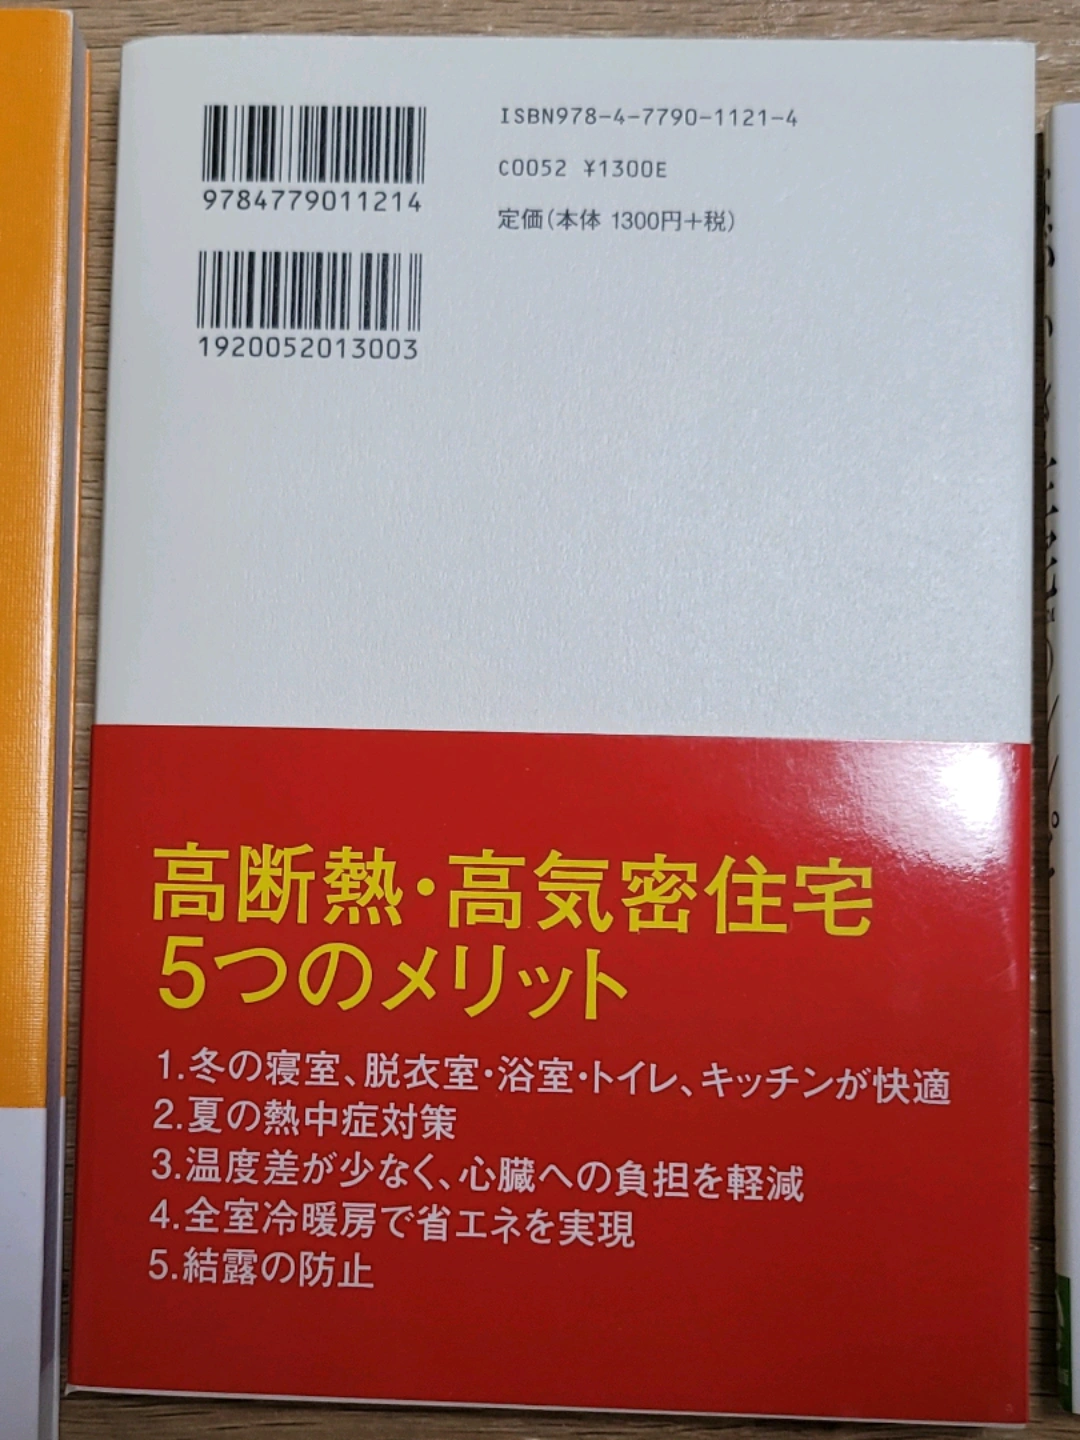 9784779011214
ISBN978-4-7790-1121-4
C0052 ¥1300E
定価(本体 1300円+税)
1920052013003
高断熱・高気密住宅
5つのメリット
1.冬の寝室、脱衣室・浴室・トイレ、キッチンが快適
2.夏の熱中症対策
3.温度差が少なく、心臓への負担を軽減
4.全室冷暖房で省エネを実現
5.結露の防止